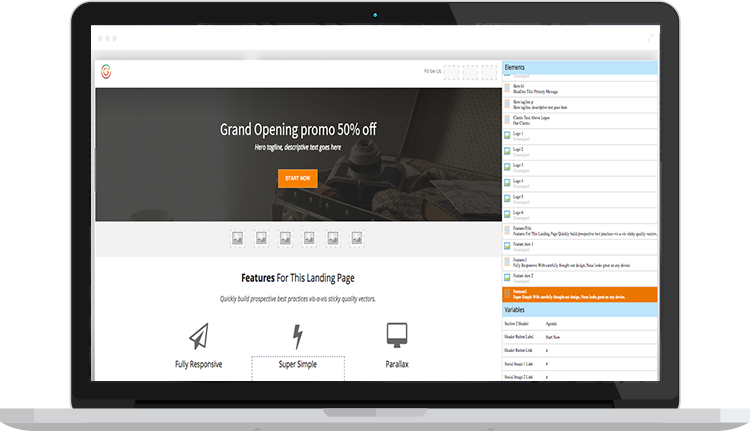 Follow Us:
Grand Opening promo 50% off
Hero tagline, descriptive text goes here
START NOW
Features For This Landing Page
Quickly build prospective best practices vis-a-vis sticky quality vectors.
Fully Responsive
Super Simple
Parallax
Elements
Unassigned
Hero h1
Headline Title Primary Message
Hero tagline p
Hero tagline, descriptive text goes here
Clients Text Above Logos
Our Clients:
Logo 1
Unassigned
Logo 2
Unassigned
Logo 3
Unassigned
Logo 4
Unassigned
Logo 5
Unassigned
Logo 6
Unassigned
Features Title
Features For This Landing Page Quickly build prospective best practices vis-a-vis sticky quality vectors.
Feature item 1
Unassigned
Features1
Fully Responsive With carefully thought-out design, Neue looks great on any device.
Feature item 2
Unassigned
Features2
Super Simple With carefully thought-out design, Neue looks great on any device.
Variables
Section 2 Header Agenda
Header Button Label Start Now
Header Button Link #
Social Image 1 Link #
Social Image 2 Link #